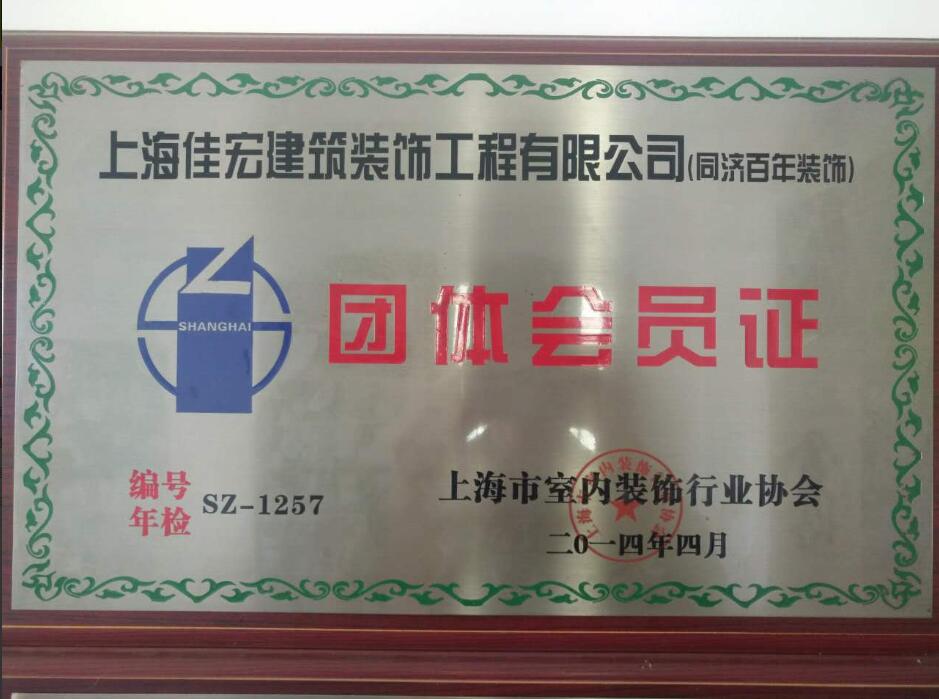 上海佳宏建筑装饰工程有限公司(同济百年装饰)
SHANGHAI
团体会员证
编号
年检
SZ-1257
上海市室内装饰行业协会
二0一四年四月